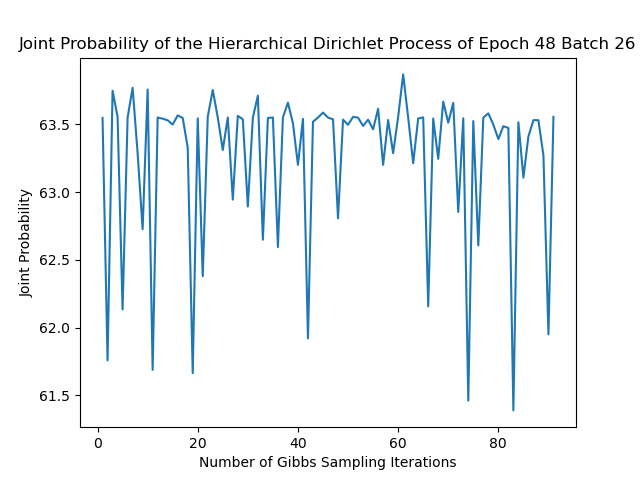 Joint Probability of the Hierarchical Dirichlet Process of Epoch 48 Batch 26
Joint Probability
63.5
63.0
62.5
62.0
61.5
0 20 40 60 80
Number of Gibbs Sampling Iterations